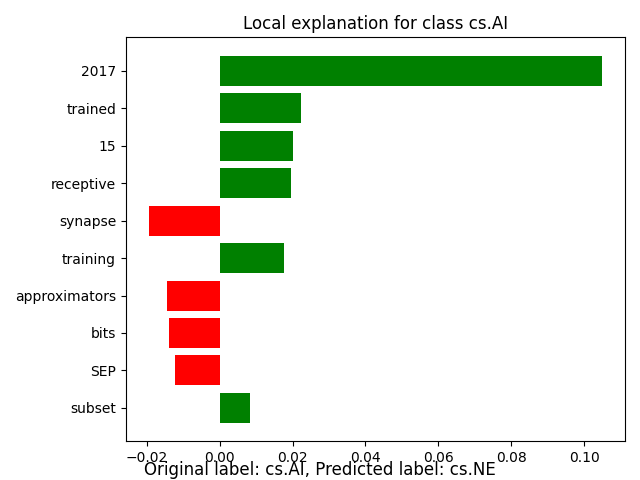 Local explanation for class cs.AI
2017
trained
15
receptive
synapse
training
approximators
bits
SEP
subset
−0.02 0.00 0.02 0.04 0.06 0.08 0.10
Original label: cs.AI, Predicted label: cs.NE